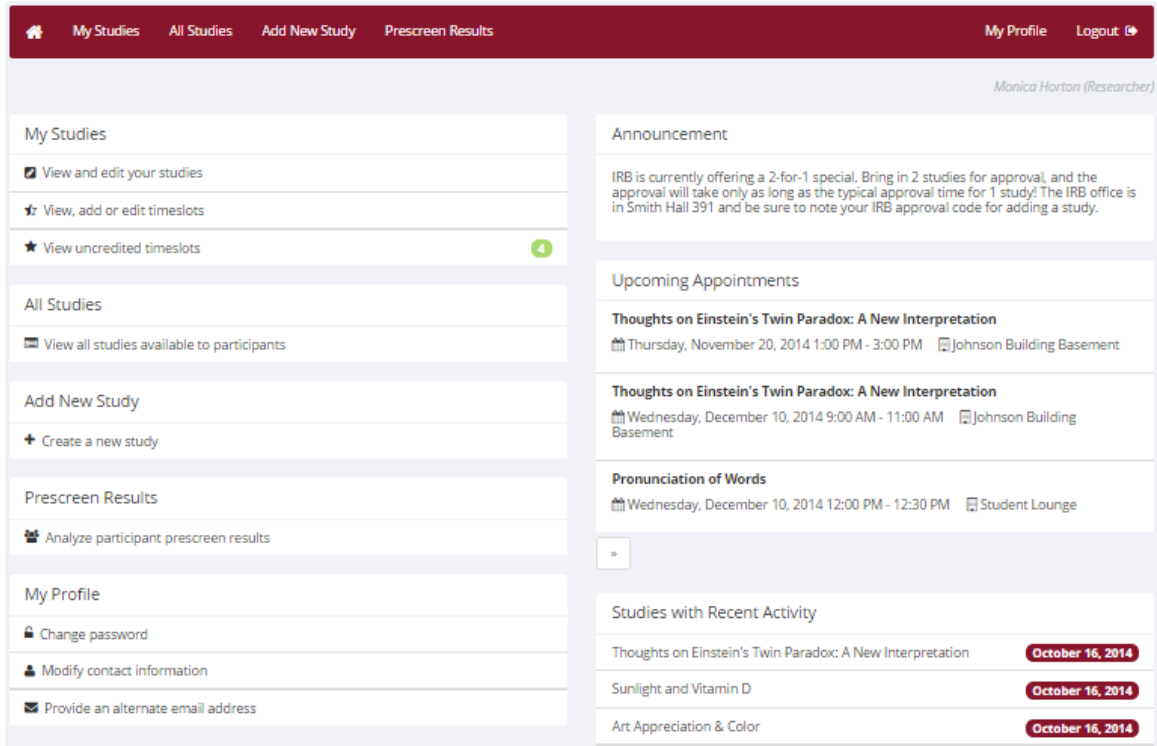 My Studies All Studies Add New Study Prescreen Results My Profile Logout
Monica Horton (Researcher)
My Studies
View and edit your studies
View, add or edit timeslots
View uncredited timeslots 4
All Studies
View all studies available to participants
Add New Study
Create a new study
Prescreen Results
Analyze participant prescreen results
My Profile
Change password
Modify contact information
Provide an alternate email address
Announcement
IRB is currently offering a 2-for-1 special. Bring in 2 studies for approval, and the
approval will take only as long as the typical approval time for 1 study! The IRB office is
in Smith Hall 391 and be sure to note your IRB approval code for adding a study.
Upcoming Appointments
Thoughts on Einstein's Twin Paradox: A New Interpretation
Thursday, November 20, 2014 1:00 PM - 3:00 PM Johnson Building Basement
Thoughts on Einstein's Twin Paradox: A New Interpretation
Wednesday, December 10, 2014 9:00 AM - 11:00 AM Johnson Building
Basement
Pronunciation of Words
Wednesday, December 10, 2014 12:00 PM - 12:30 PM Student Lounge
»
Studies with Recent Activity
Thoughts on Einstein's Twin Paradox: A New Interpretation October 16, 2014
Sunlight and Vitamin D October 16, 2014
Art Appreciation & Color October 16, 2014